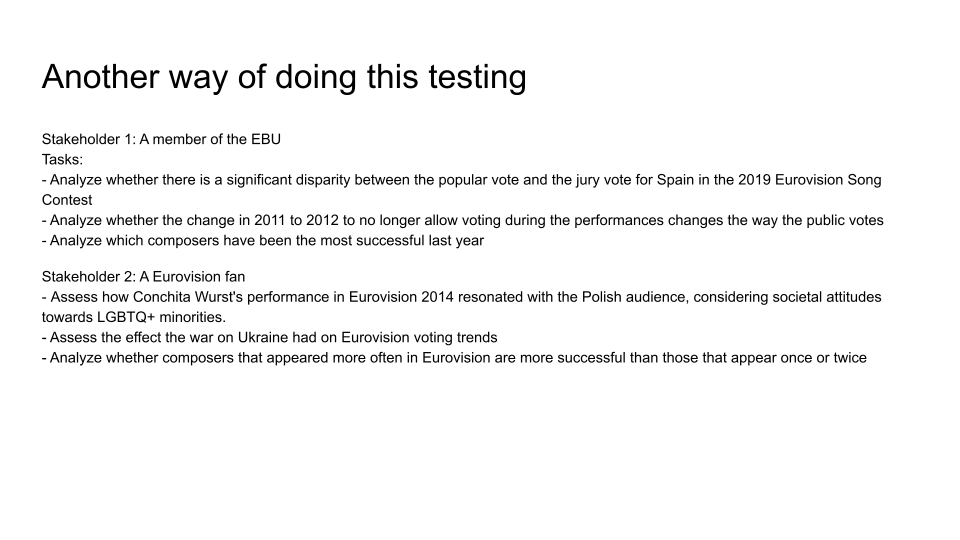 Another way of doing this testing
Stakeholder 1: A member of the EBU
Tasks:
- Analyze whether there is a significant disparity between the popular vote and the jury vote for Spain in the 2019 Eurovision Song
Contest
- Analyze whether the change in 2011 to 2012 to no longer allow voting during the performances changes the way the public votes
- Analyze which composers have been the most successful last year
Stakeholder 2: A Eurovision fan
- Assess how Conchita Wurst's performance in Eurovision 2014 resonated with the Polish audience, considering societal attitudes
towards LGBTQ+ minorities.
- Assess the effect the war on Ukraine had on Eurovision voting trends
- Analyze whether composers that appeared more often in Eurovision are more successful than those that appear once or twice